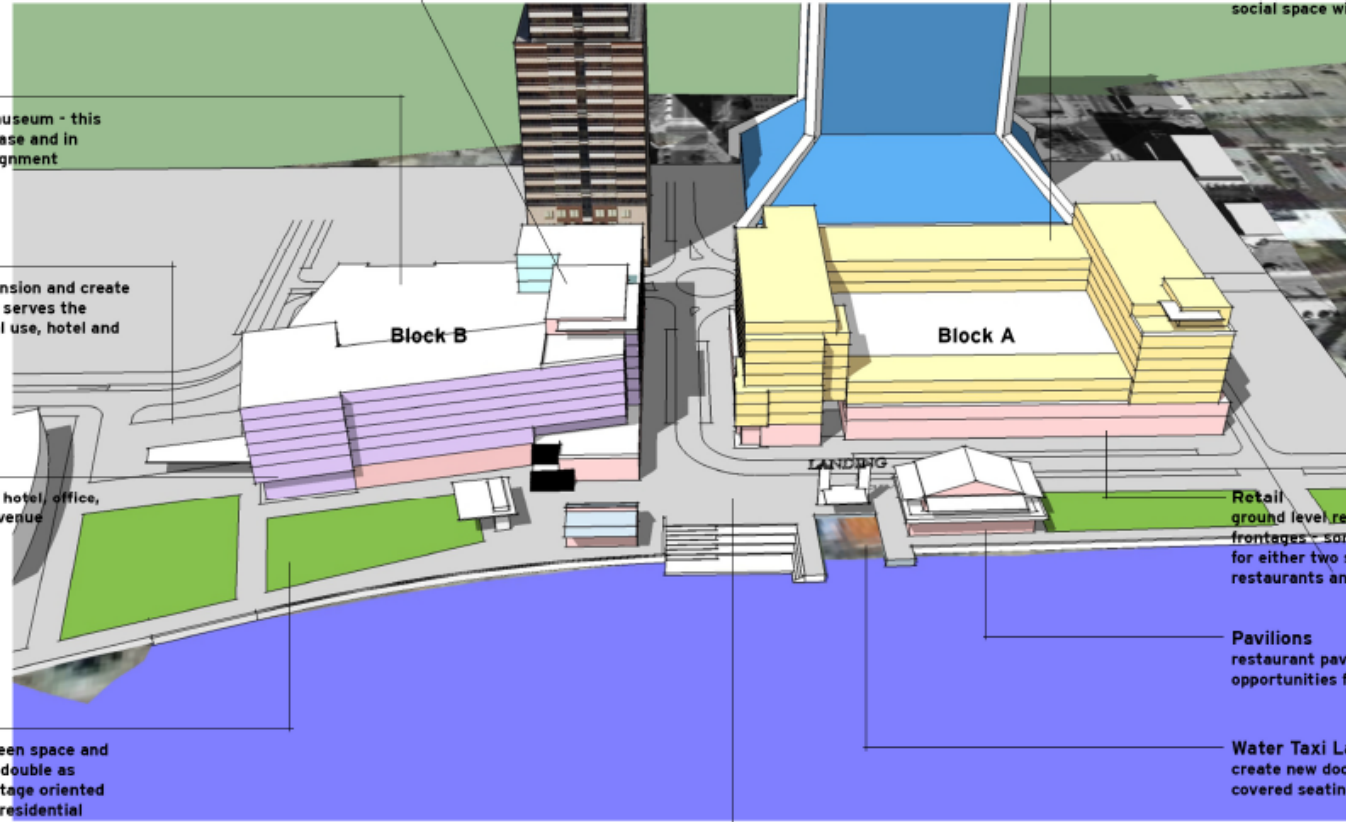 social space wi
museum - this
ase and in
gnment
nsion and create
serves the
l use, hotel and
Block B
Block A
LANDING
hotel, office,
venue
Retail
ground level re
frontages - som
for either two s
restaurants an
Pavilions
restaurant pav
opportunities f
Water Taxi La
create new doc
covered seatin
een space and
double as
tage oriented
residential